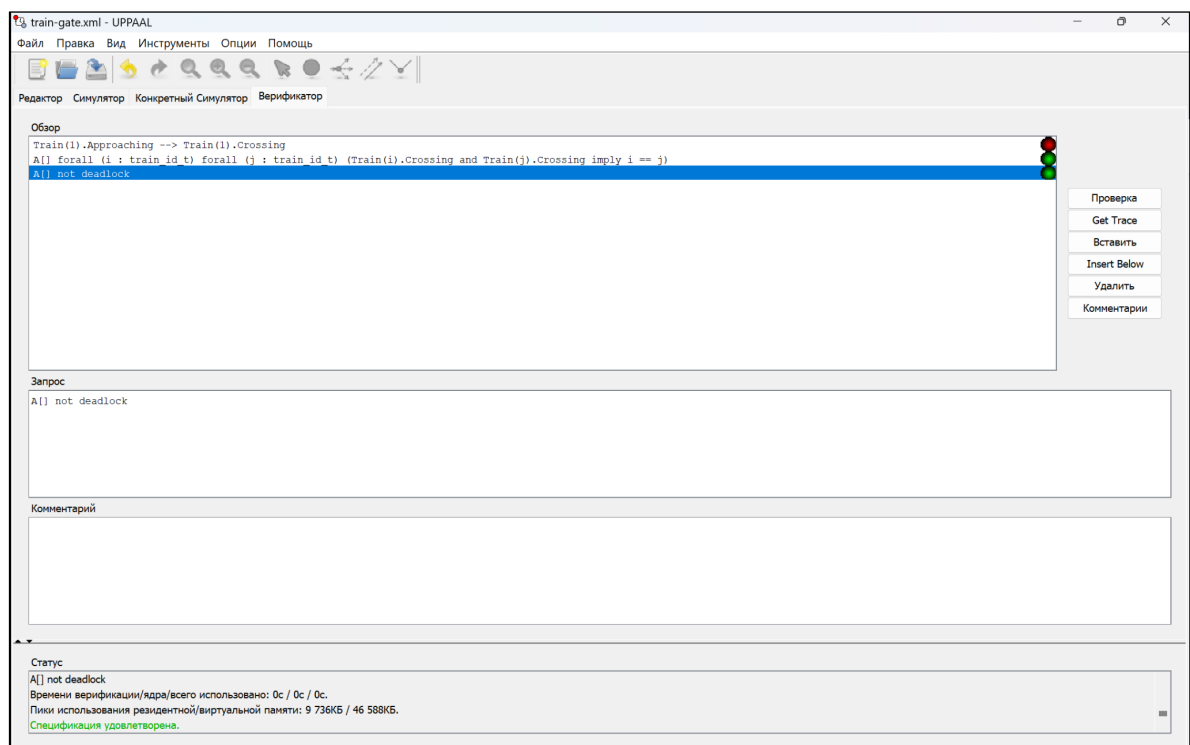 train-gate.xml - UPPAAL
Файл Правка Вид Инструменты Опции Помощь
Редактор Симулятор Конкретный Симулятор Верификатор
Обзор
Train(1).Approaching --> Train(1).Crossing
A[] forall (i : train_id_t) forall (j : train_id_t) (Train(i).Crossing and Train(j).Crossing imply i == j)
A[] not deadlock
Проверка
Get Trace
Вставить
Insert Below
Удалить
Комментарии
Запрос
A[] not deadlock
Комментарий
Статус
A[] not deadlock
Времени верификации/ядра/всего использовано: 0с / 0с / 0с.
Пики использования резидентной/виртуальной памяти: 9 736КБ / 46 588КБ.
Спецификация удовлетворена.